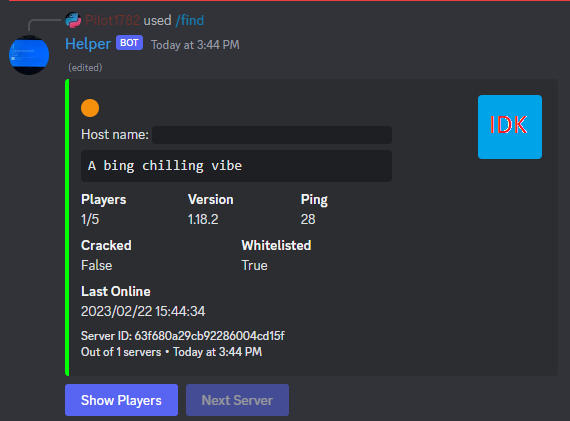 Pilot1782 used /find
Helper BOT Today at 3:44 PM
(edited)
IDK
Host name:
A bing chilling vibe
Players Version Ping
1/5 1.18.2 28
Cracked Whitelisted
False True
Last Online
2023/02/22 15:44:34
Server ID: 63f680a29cb92286004cd15f
Out of 1 servers • Today at 3:44 PM
Show Players Next Server